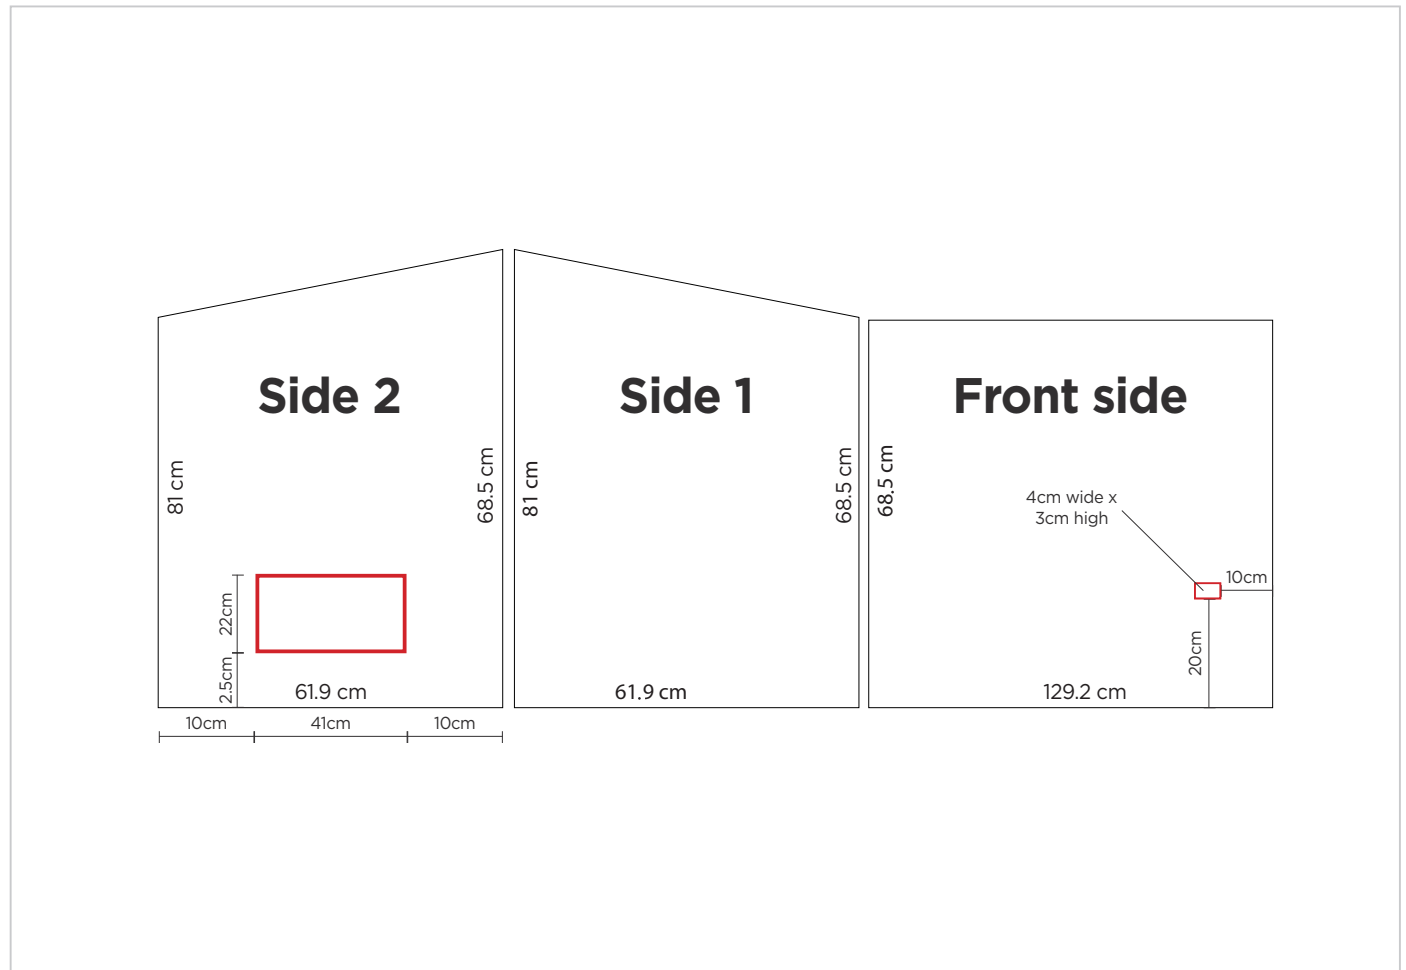 Side 2
81 cm
68.5 cm
22cm
2.5cm
61.9 cm
10cm
41cm
10cm
Side 1
81 cm
68.5 cm
61.9 cm
Front side
68.5 cm
4cm wide x
3cm high
10cm
20cm
129.2 cm